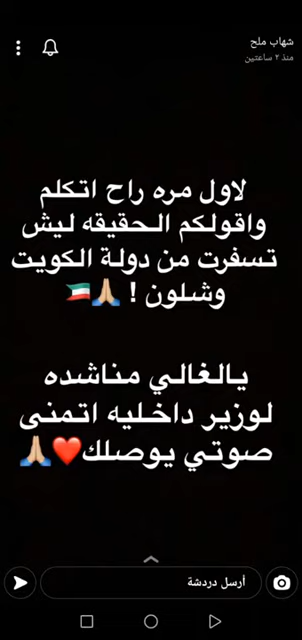 شهاب ملح
منذ ٢ ساعتين
لاول مره راح اتكلم
واقولكم الحقيقه ليش
تسفرت من دولة الكويت
وشلون ! 🙏🏼🇰🇼
يالغالي مناشده
لوزير داخليه اتمنى
صوتي يوصلك❤️🙏🏼
أرسل دردشة